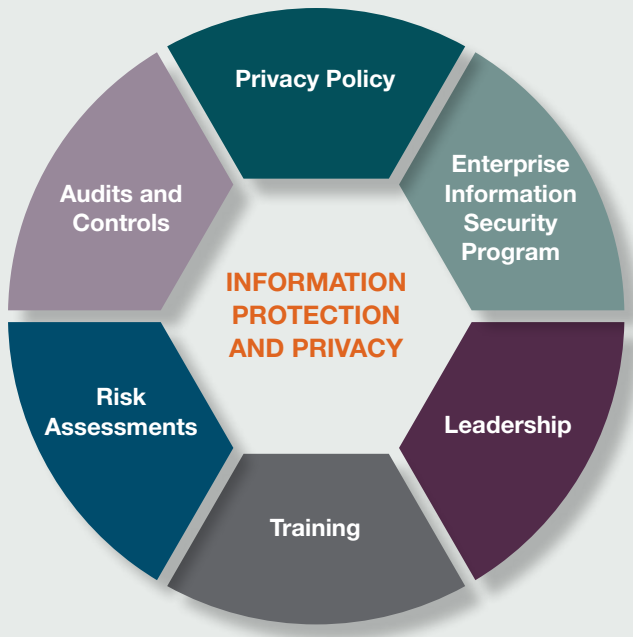 Privacy Policy
Enterprise
Information
Security
Program
Leadership
Training
Risk
Assessments
Audits and
Controls
INFORMATION
PROTECTION
AND PRIVACY